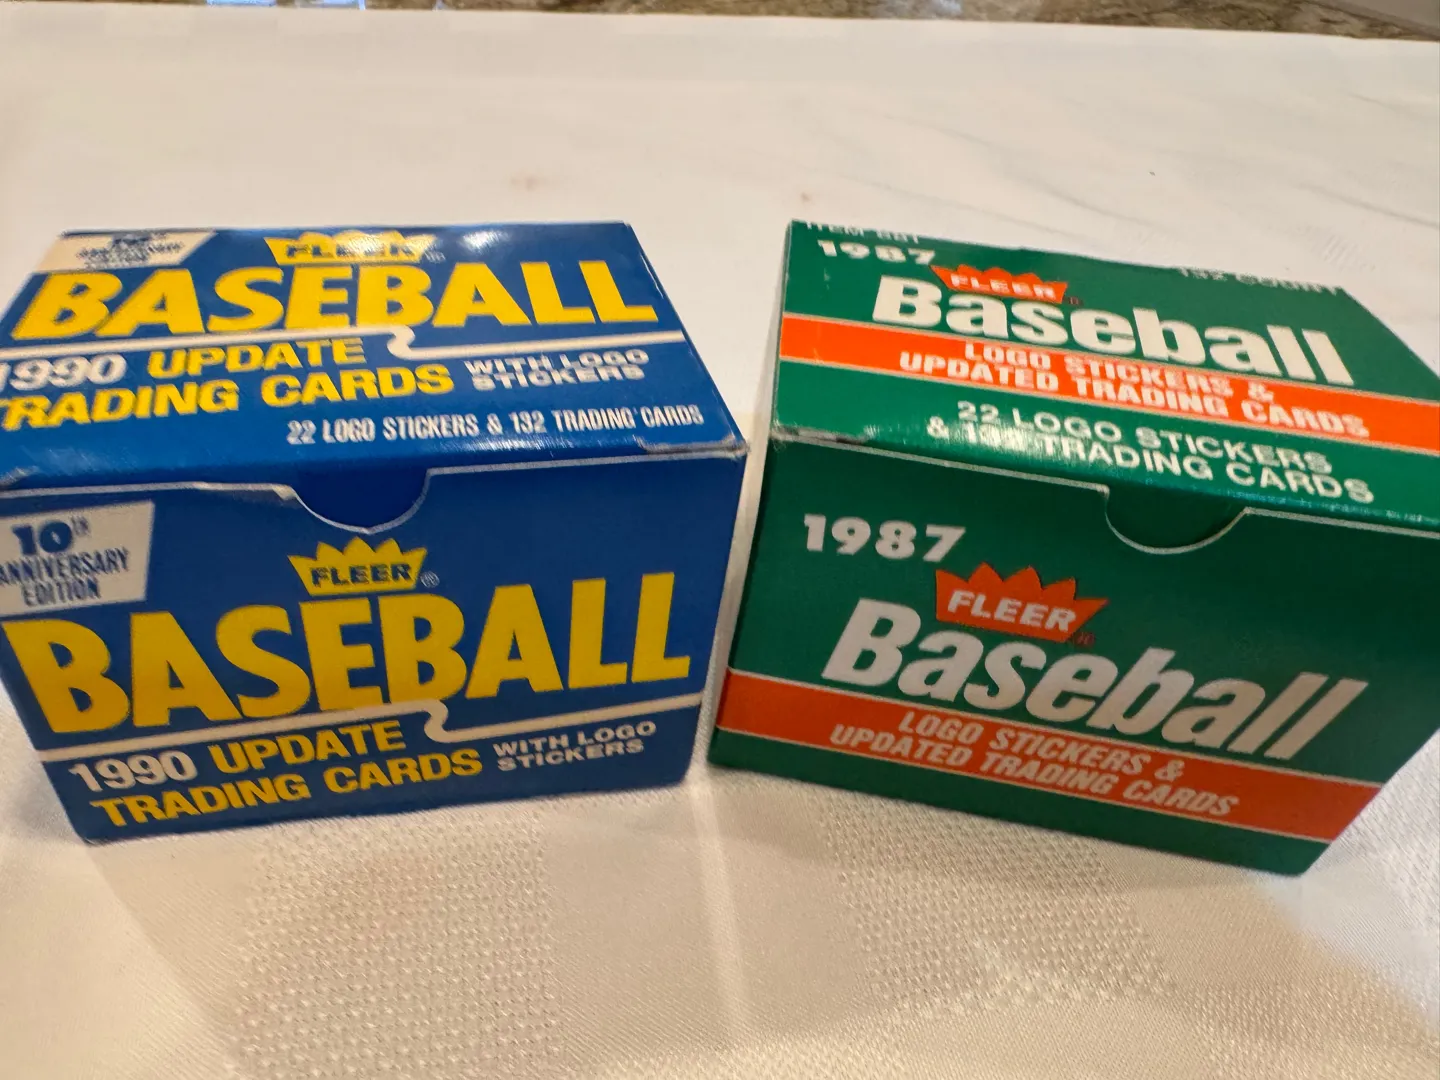 FLEER
BASEBALL
1990 UPDATE
TRADING CARDS
WITH LOGO
STICKERS
22 LOGO STICKERS & 132 TRADING CARDS
10TH
ANNIVERSARY
EDITION
FLEER®
BASEBALL
1990 UPDATE
TRADING CARDS
WITH LOGO
STICKERS
1987
FLEER
Baseball
LOGO STICKERS &
UPDATED TRADING CARDS
22 LOGO STICKERS
& TRADING CARDS
1987
FLEER
Baseball
LOGO STICKERS &
UPDATED TRADING CARDS